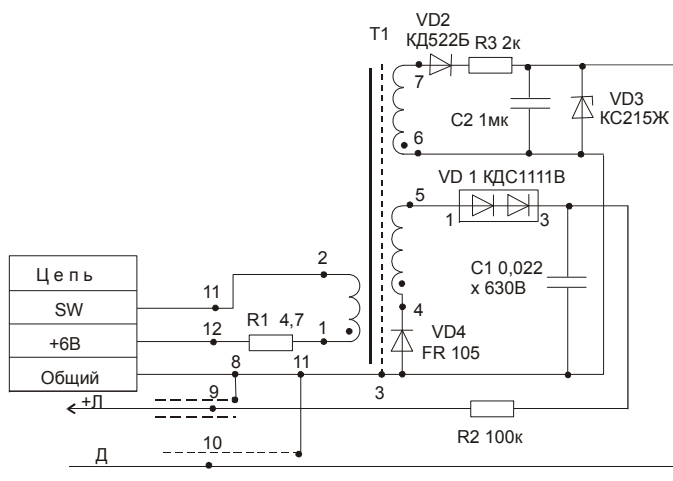 VD2
КД522Б
R3 2к
T1
7
C2 1мк
VD3
КС215Ж
6
VD 1 КДС1111В
5
1
3
Цепь
2
11
SW
C1 0,022
х 630В
12
R1 4,7
1
4
+6В
VD4
FR 105
8
11
Общий
9
3
+Л
R2 100к
10
Д